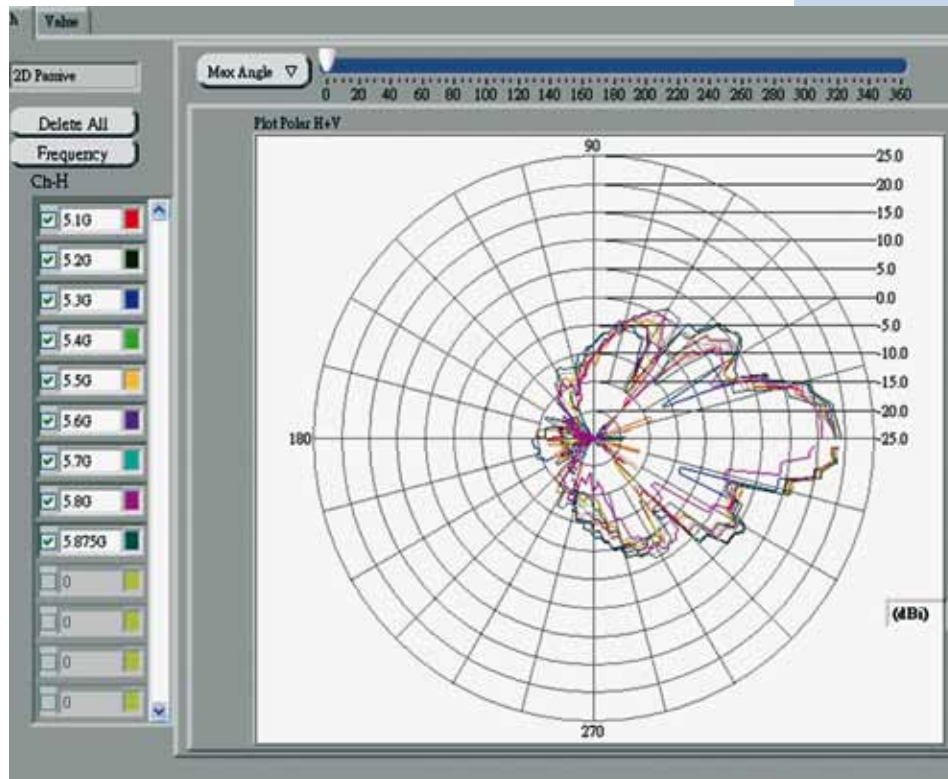 h Value
2D Passive
Max Angle
0 20 40 60 80 100 120 140 160 180 200 220 240 260 280 300 320 340 360
Delete All
Frequency
Ch-H
5.1G
5.2G
5.3G
5.4G
5.5G
5.6G
5.7G
5.8G
5.875G
0
0
0
0
Plot Polar H+V
90
25.0
20.0
15.0
10.0
5.0
0.0
-5.0
-10.0
-15.0
-20.0
-25.0
180
(dBi)
270